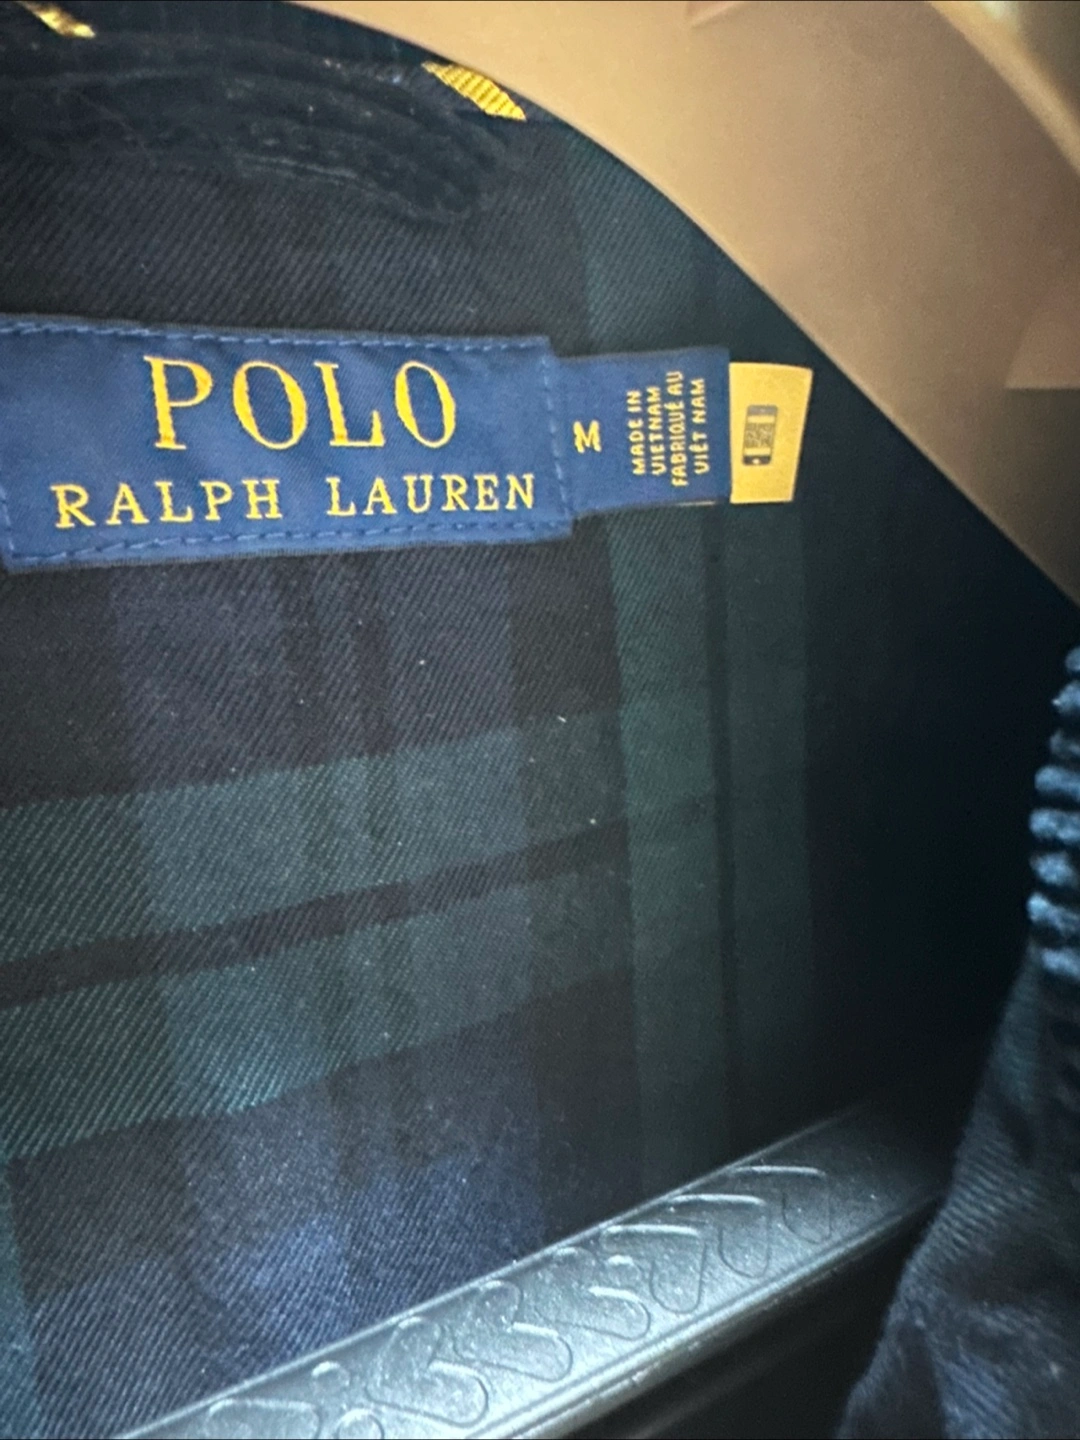 POLO
RALPH LAUREN
M
MADE IN
VIETNAM
FABRIQUÉ AU
VIÊT NAM